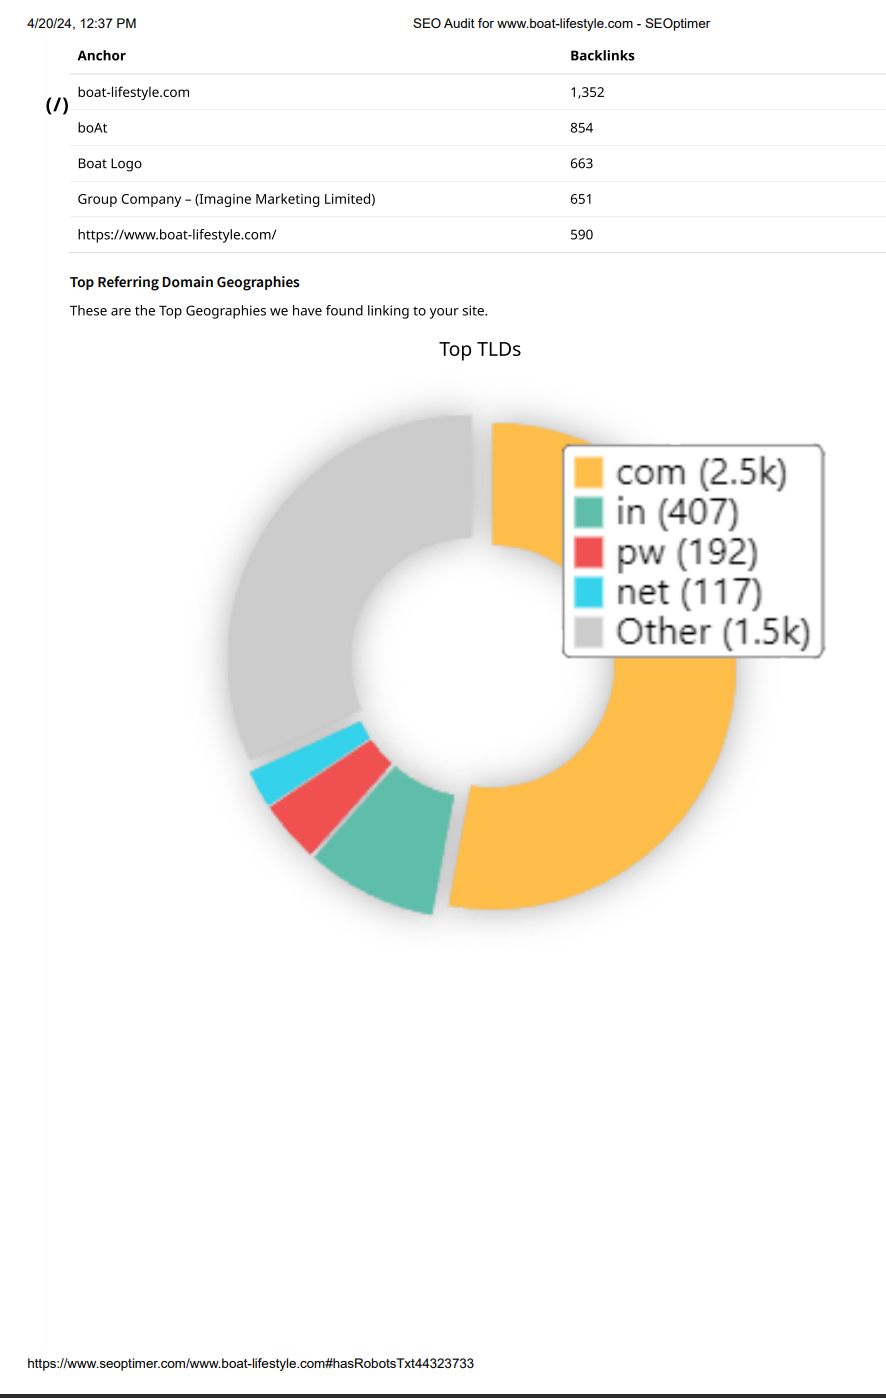 4/20/24, 12:37 PM SEO Audit for www.boat-lifestyle.com - SEOptimer
Anchor Backlinks
(/)
boat-lifestyle.com 1,352
boAt 854
Boat Logo 663
Group Company – (Imagine Marketing Limited) 651
https://www.boat-lifestyle.com/ 590
Top Referring Domain Geographies
These are the Top Geographies we have found linking to your site.
Top TLDs
com (2.5k)
in (407)
pw (192)
net (117)
Other (1.5k)
https://www.seoptimer.com/www.boat-lifestyle.com#hasRobotsTxt44323733